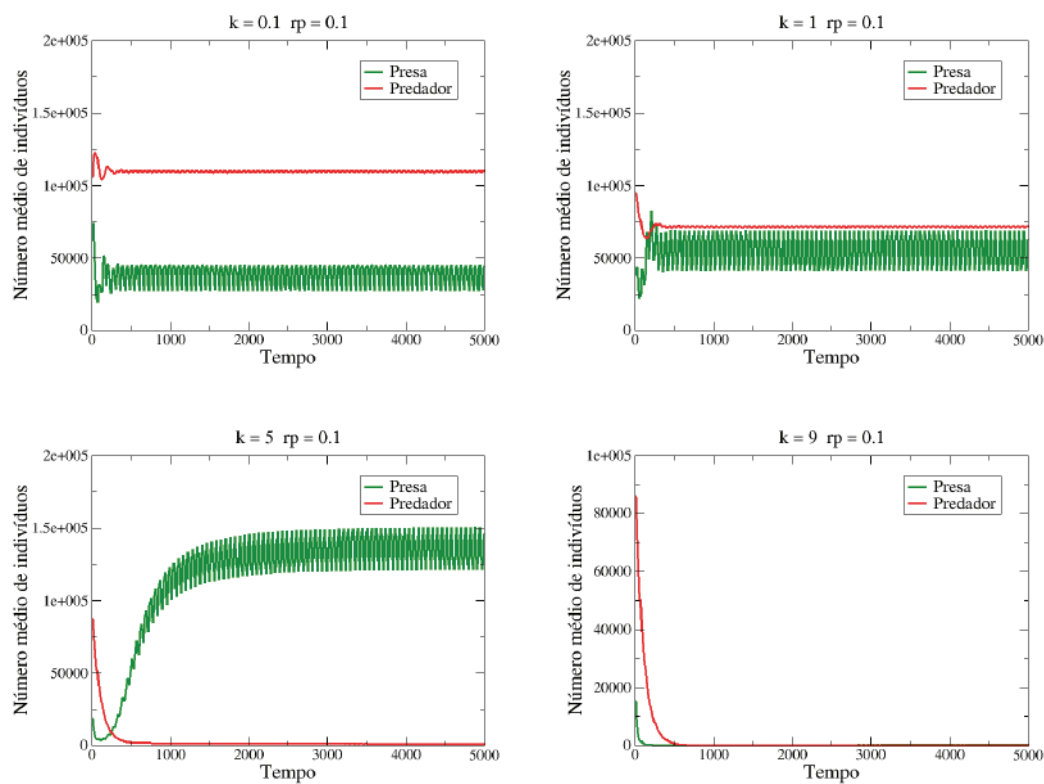 k = 0.1 rp = 0.1
2e+005
1.5e+005
1e+005
50000
0
Número médio de indivíduos
Presa
Predador
0 1000 2000 3000 4000 5000
Tempo
k = 1 rp = 0.1
2e+005
1.5e+005
1e+005
50000
0
Número médio de indivíduos
Presa
Predador
0 1000 2000 3000 4000 5000
Tempo
k = 5 rp = 0.1
2e+005
1.5e+005
1e+005
50000
0
Número médio de indivíduos
Presa
Predador
0 1000 2000 3000 4000 5000
Tempo
k = 9 rp = 0.1
1e+005
80000
60000
40000
20000
0
Número médio de indivíduos
Presa
Predador
0 1000 2000 3000 4000 5000
Tempo